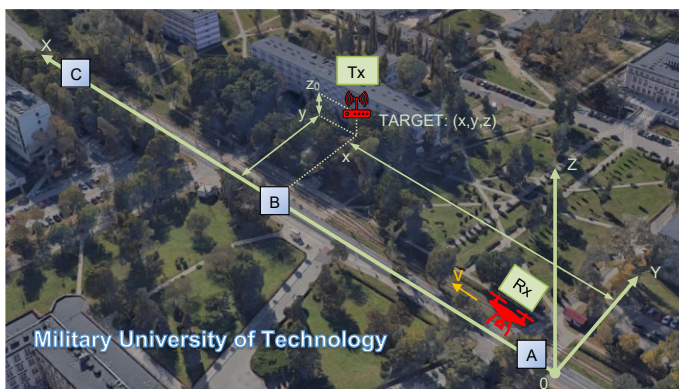 X
C
Tx
z0
y
TARGET: (x,y,z)
x
Z
B
Y
V
Rx
Military University of Technology
A
0